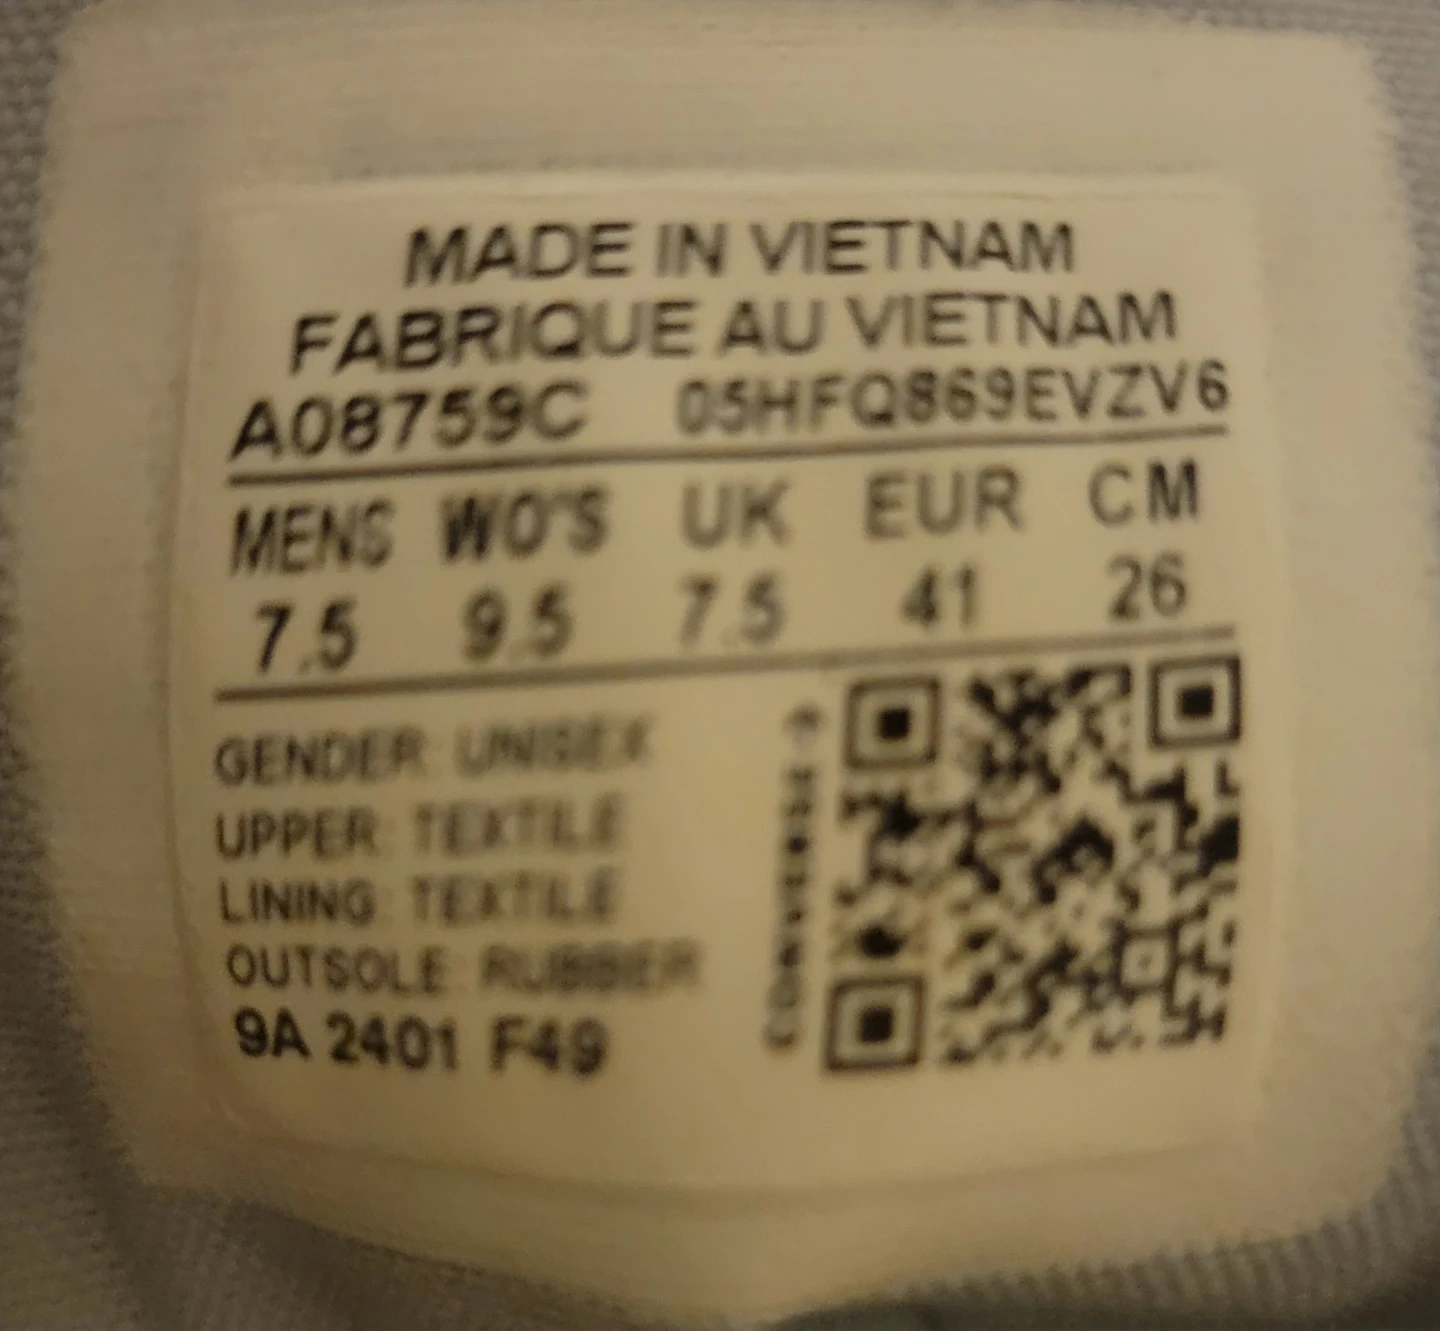 MADE IN VIETNAM
FABRIQUE AU VIETNAM
A08759C 05HFQ869EVZV6
MENS WO'S UK EUR CM
7.5 9.5 7.5 41 26
GENDER: UNISEX
UPPER: TEXTILE
LINING: TEXTILE
OUTSOLE: RUBBER
9A 2401 F49
CONVERSE